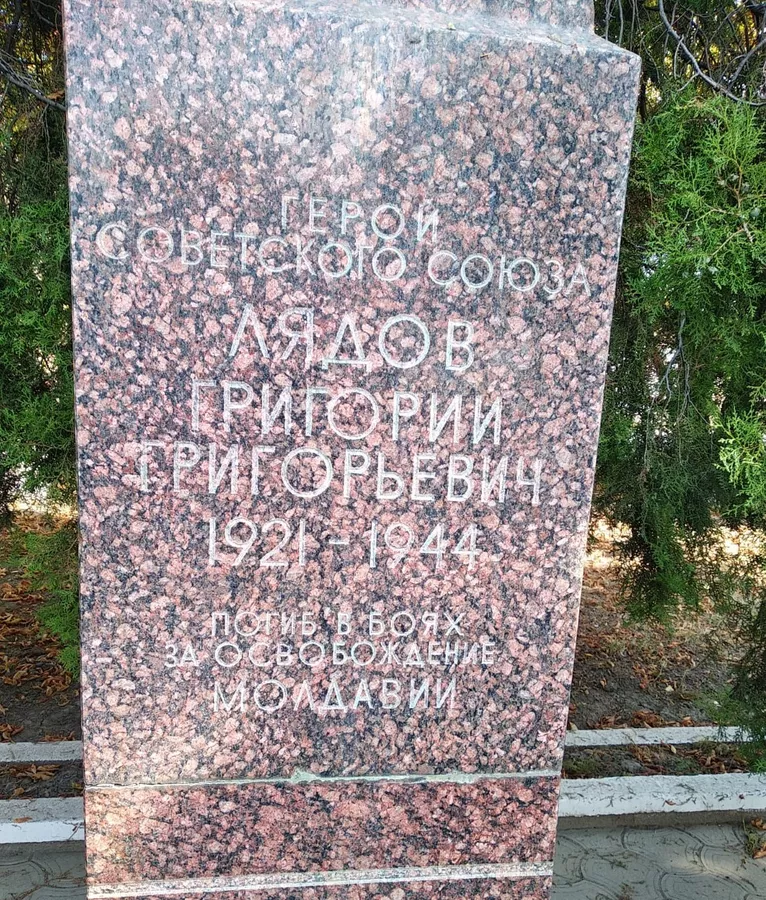 ГЕРОЙ
СОВЕТСКОГО СОЮЗА
ЛЯДОВ
ГРИГОРИЙ
ГРИГОРЬЕВИЧ
1921-1944
ПОГИБ В БОЯХ
ЗА ОСВОБОЖДЕНИЕ
МОЛДАВИИ